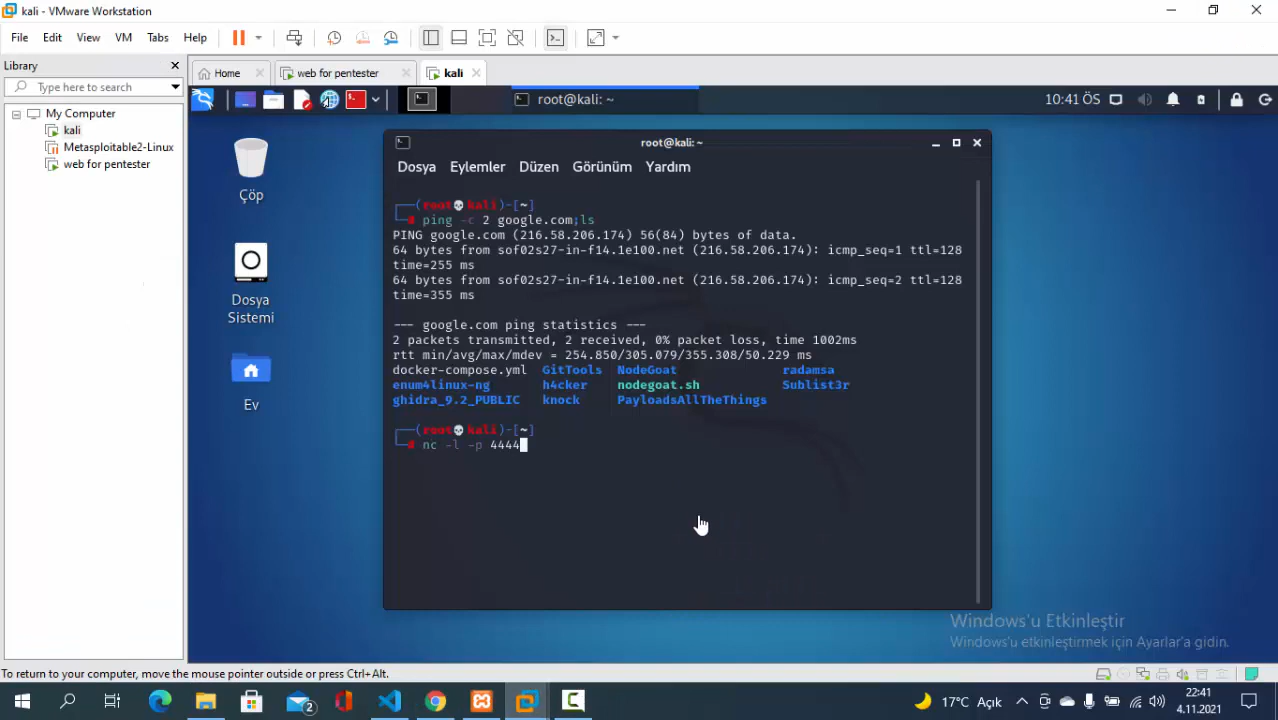 kali - VMware Workstation
File Edit View VM Tabs Help
Library
Type here to search
My Computer
kali
Metasploitable2-Linux
web for pentester
Home
web for pentester
kali
root@kali: ~
10:41 ÖS
Çöp
Dosya
Sistemi
Ev
root@kali: ~
Dosya Eylemler Düzen Görünüm Yardım
┌──(root💀kali)-[~]
└─# ping -c 2 google.com;ls
PING google.com (216.58.206.174) 56(84) bytes of data.
64 bytes from sof02s27-in-f14.1e100.net (216.58.206.174): icmp_seq=1 ttl=128
time=255 ms
64 bytes from sof02s27-in-f14.1e100.net (216.58.206.174): icmp_seq=2 ttl=128
time=355 ms
--- google.com ping statistics ---
2 packets transmitted, 2 received, 0% packet loss, time 1002ms
rtt min/avg/max/mdev = 254.850/305.079/355.308/50.229 ms
docker-compose.yml GitTools NodeGoat radamsa
enum4linux-ng h4cker nodegoat.sh Sublist3r
ghidra_9.2_PUBLIC knock PayloadsAllTheThings
┌──(root💀kali)-[~]
└─# nc -l -p 4444
Windows'u Etkinleştir
Windows'u etkinleştirmek için Ayarlar'a gidin.
To return to your computer, move the mouse pointer outside or press Ctrl+Alt.
2
17°C Açık
22:41
4.11.2021